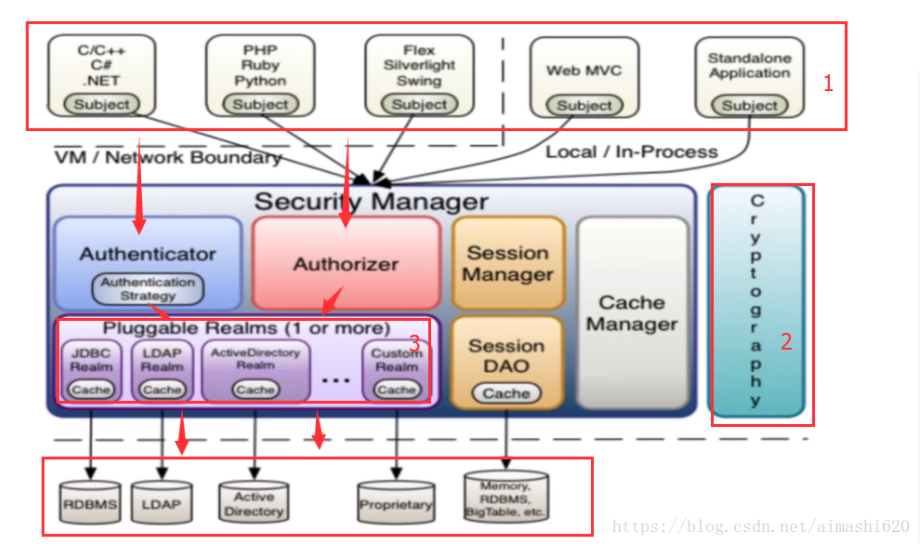 C/C++
C#
.NET
Subject
PHP
Ruby
Python
Subject
Flex
Silverlight
Swing
Subject
Web MVC
Subject
Standalone
Application
Subject
1
VM / Network Boundary
Local / In-Process
Security Manager
Authenticator
Authentication
Strategy
Authorizer
Session
Manager
Cache
Manager
Cryptography
2
Pluggable Realms (1 or more)
3
JDBC
Realm
Cache
LDAP
Realm
Cache
ActiveDirectory
Realm
Cache
...
Custom
Realm
Cache
Session
DAO
Cache
RDBMS
LDAP
Active
Directory
Proprietary
Memory,
RDBMS,
BigTable, etc.
https://blog.csdn.net/aimashi620